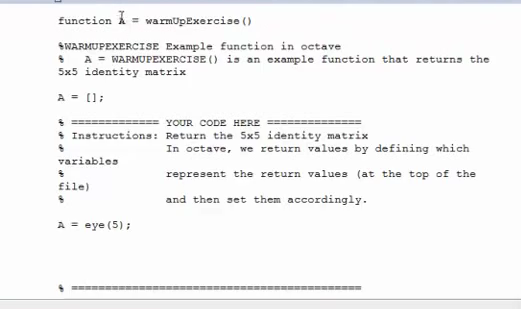 function A = warmUpExercise()
%WARMUPEXERCISE Example function in octave
%   A = WARMUPEXERCISE() is an example function that returns the
5x5 identity matrix
A = [];
% ============= YOUR CODE HERE ==============
% Instructions: Return the 5x5 identity matrix
%               In octave, we return values by defining which
variables
%               represent the return values (at the top of the
file)
%               and then set them accordingly.
A = eye(5);
% ===========================================